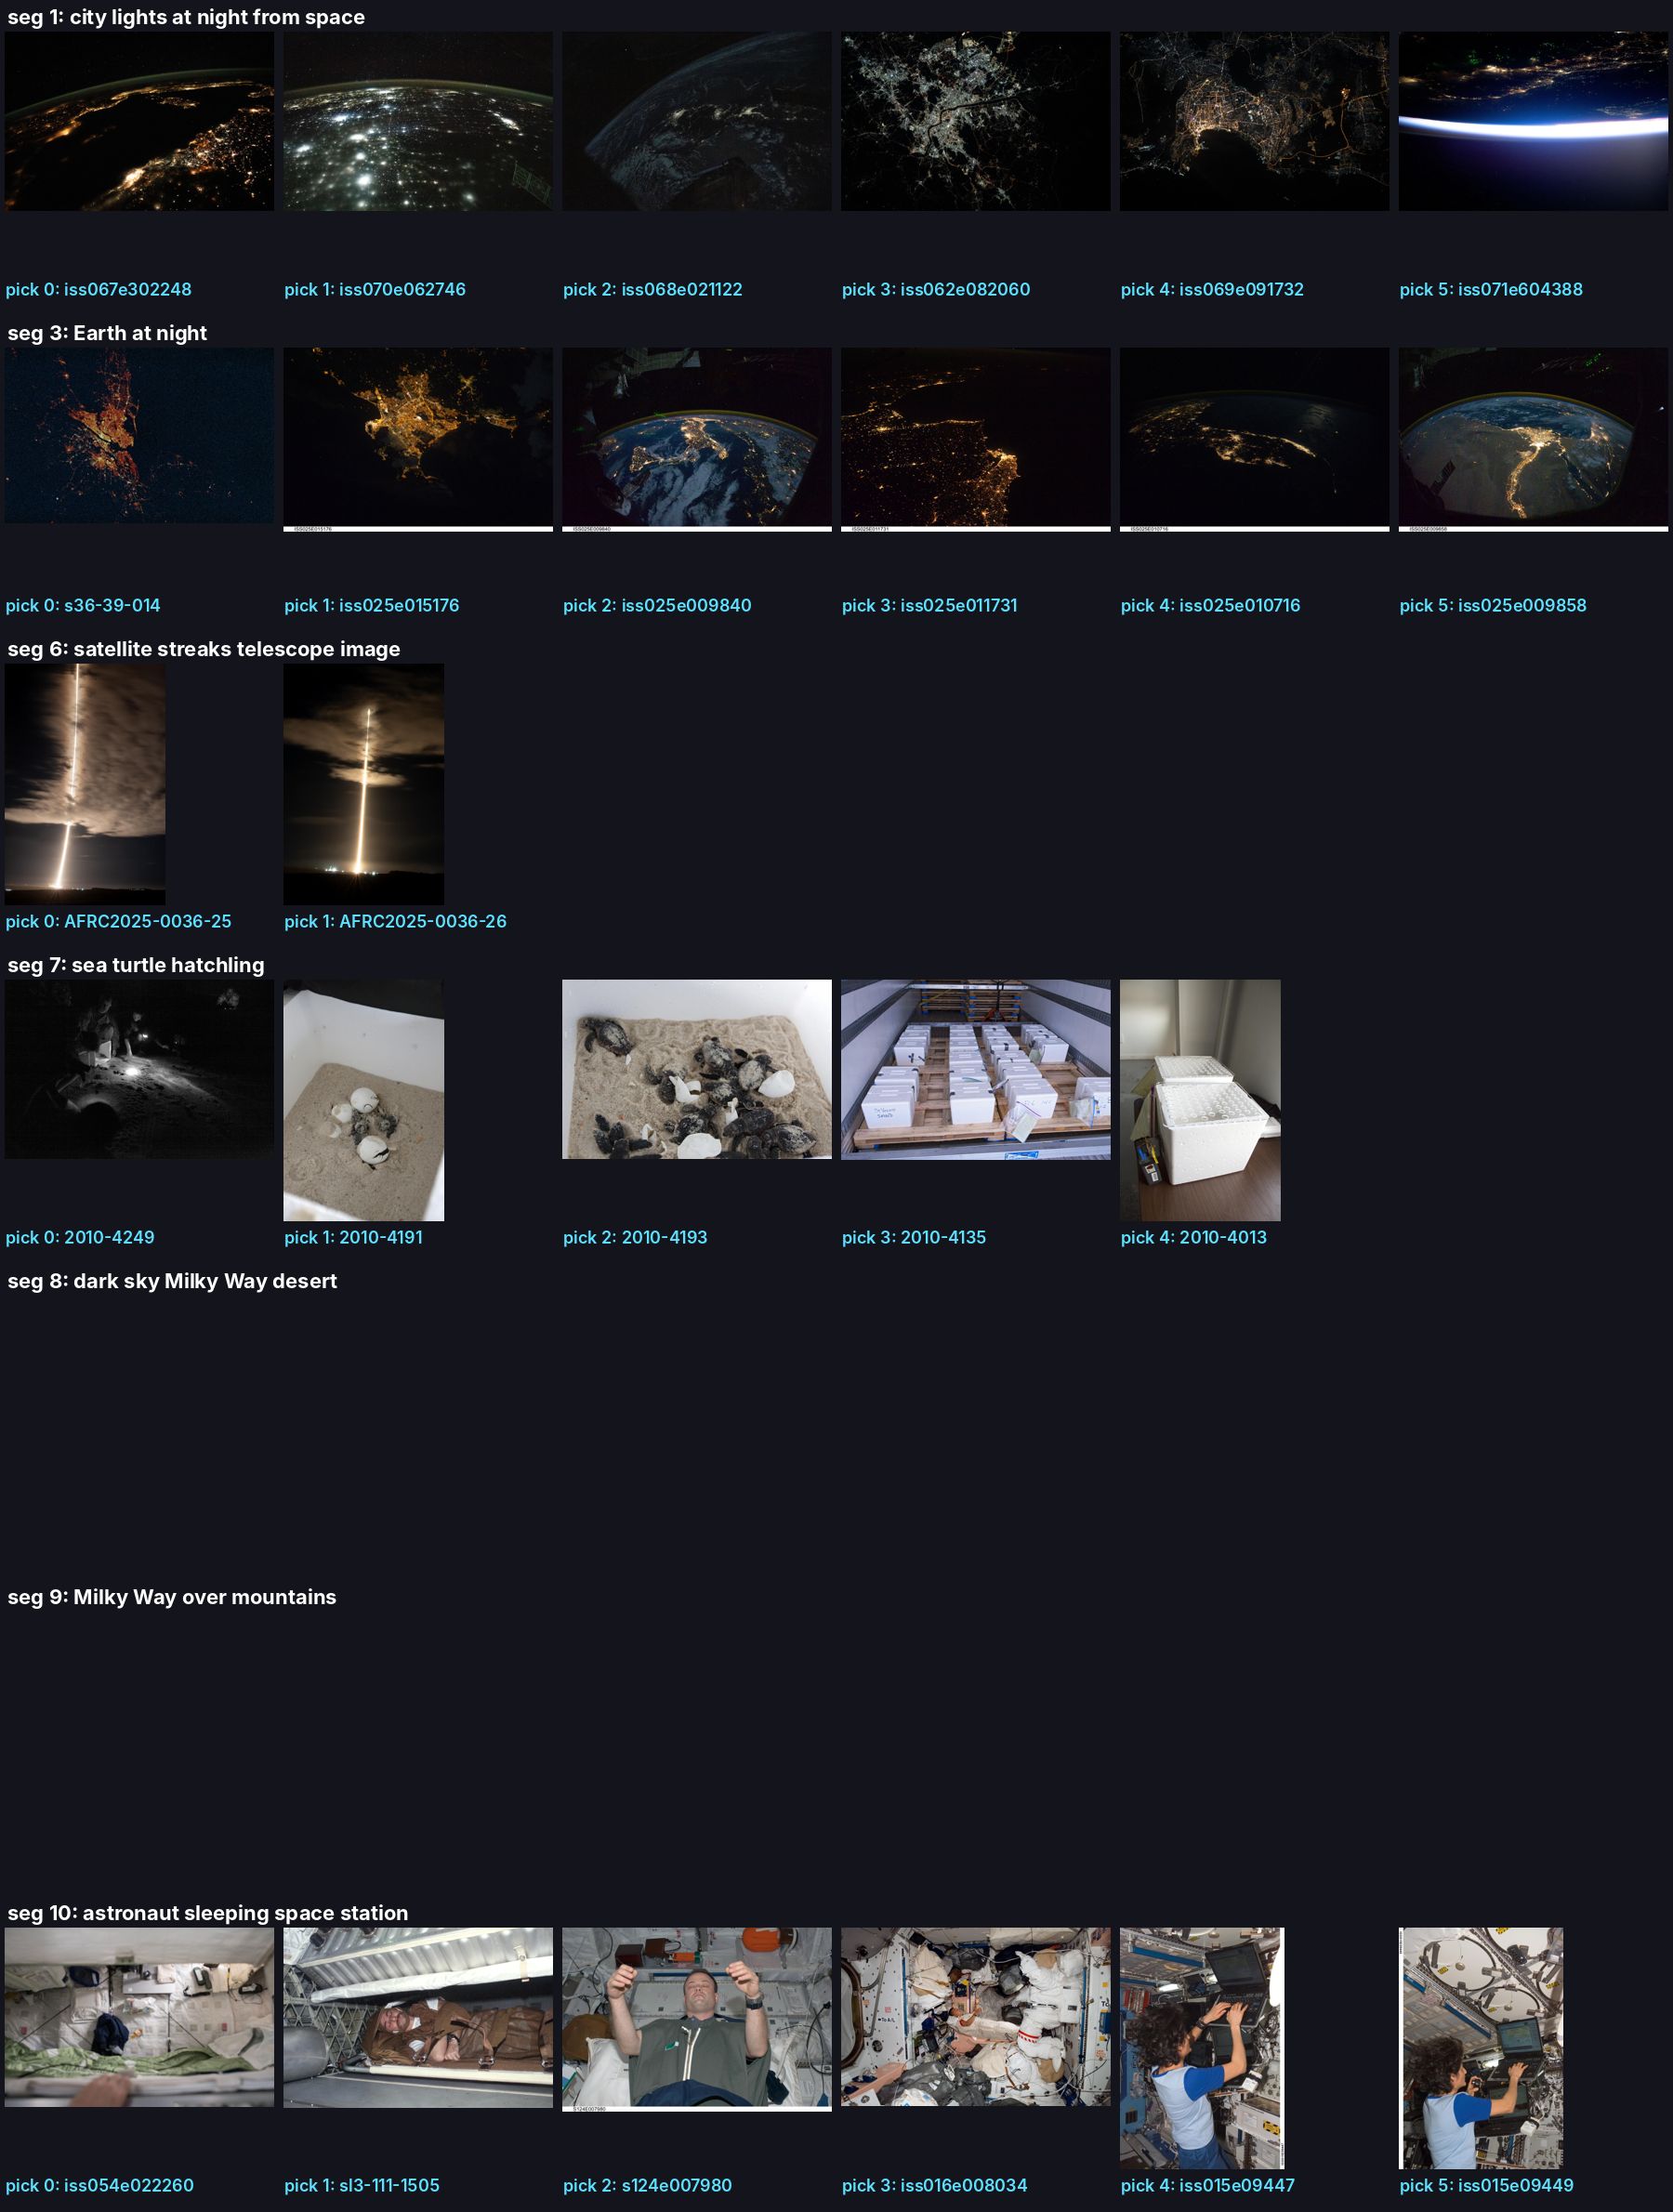 seg 1: city lights at night from space
pick 0: iss067e302248
pick 1: iss070e062746
pick 2: iss068e021122
pick 3: iss062e082060
pick 4: iss069e091732
pick 5: iss071e604388
seg 3: Earth at night
ISS025E015176
ISS025E009840
ISS025E011731
ISS025E010716
ISS025E009858
pick 0: s36-39-014
pick 1: iss025e015176
pick 2: iss025e009840
pick 3: iss025e011731
pick 4: iss025e010716
pick 5: iss025e009858
seg 6: satellite streaks telescope image
pick 0: AFRC2025-0036-25
pick 1: AFRC2025-0036-26
seg 7: sea turtle hatchling
pick 0: 2010-4249
pick 1: 2010-4191
pick 2: 2010-4193
pick 3: 2010-4135
pick 4: 2010-4013
seg 8: dark sky Milky Way desert
seg 9: Milky Way over mountains
seg 10: astronaut sleeping space station
S124E007980
pick 0: iss054e022260
pick 1: sl3-111-1505
pick 2: s124e007980
pick 3: iss016e008034
pick 4: iss015e09447
pick 5: iss015e09449